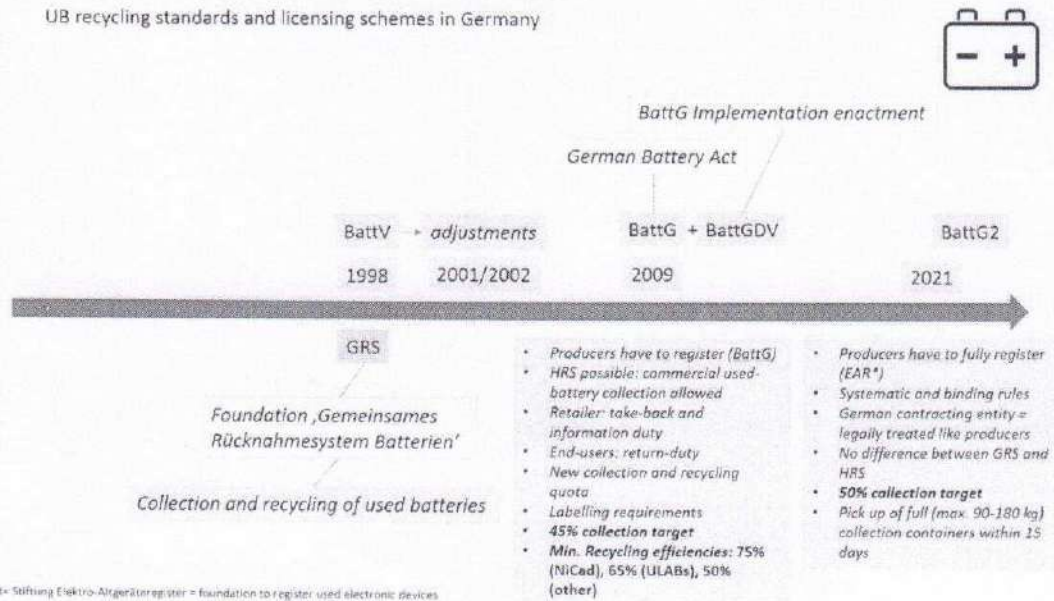 UB recycling standards and licensing schemes in Germany
BattG Implementation enactment
German Battery Act
BattV
adjustments
BattG + BattGDV
BattG2
1998
2001/2002
2009
2021
GRS
Foundation ‚Gemeinsames
Rücknahmesystem Batterien'
Collection and recycling of used batteries
• Producers have to register (BattG)
• HRS possible: commercial used-
battery collection allowed
• Retailer: take-back and
information duty
• End-users: return-duty
• New collection and recycling
quota
• Labelling requirements
• 45% collection target
• Min. Recycling efficiencies: 75%
(NiCad), 65% (ULABs), 50%
(other)
• Producers have to fully register
(EAR*)
• Systematic and binding rules
• German contracting entity =
legally treated like producers
• No difference between GRS and
HRS
• 50% collection target
• Pick up of full (max. 90-180 kg)
collection containers within 15
days
= Stiftung Elektro-Altgeräteregister = foundation to register used electronic devices